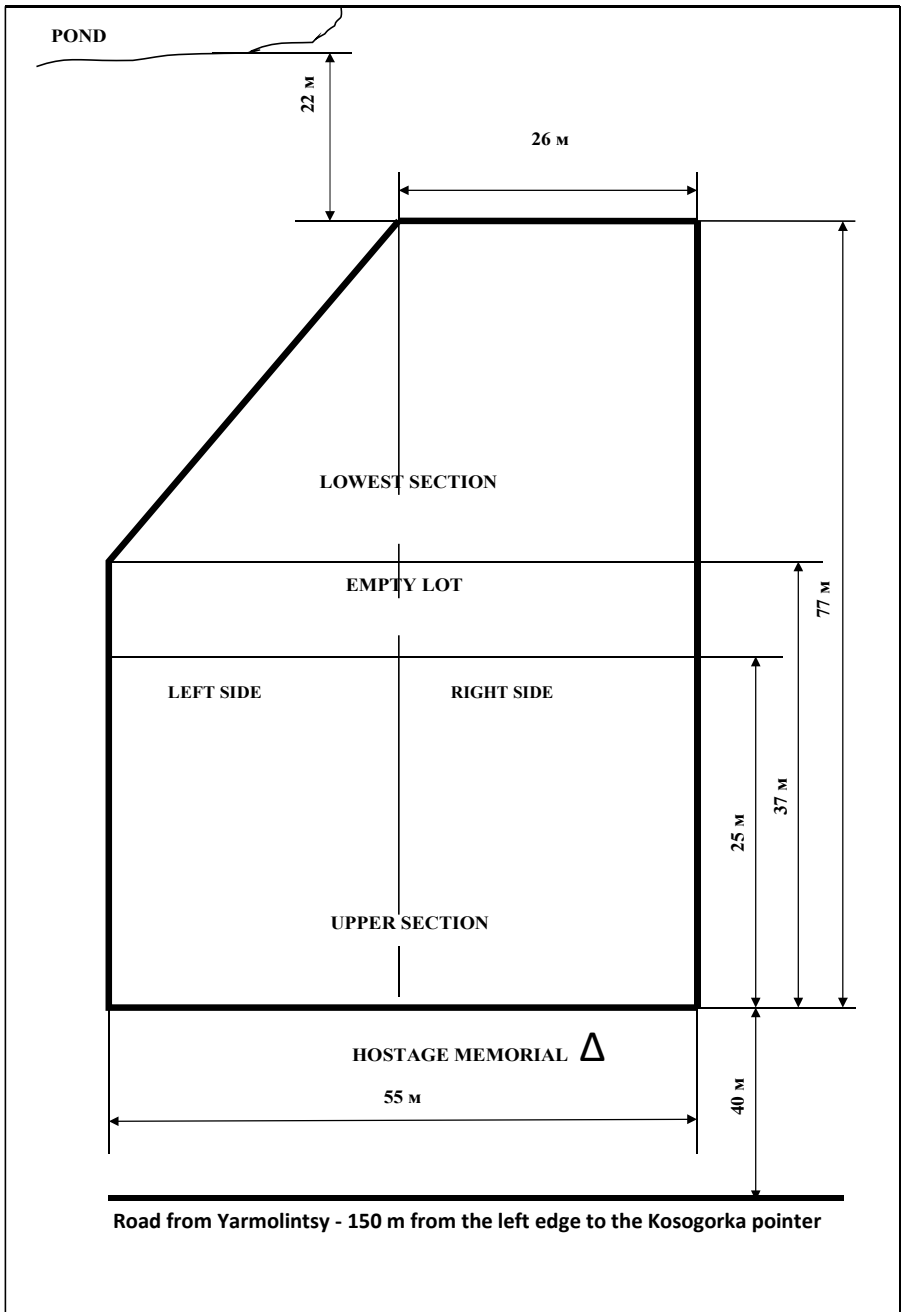 POND
22 м
26 м
LOWEST SECTION
EMPTY LOT
77 м
LEFT SIDE
RIGHT SIDE
37 м
25 м
UPPER SECTION
HOSTAGE MEMORIAL Δ
55 м
40 м
Road from Yarmolintsy - 150 m from the left edge to the Kosogorka pointer